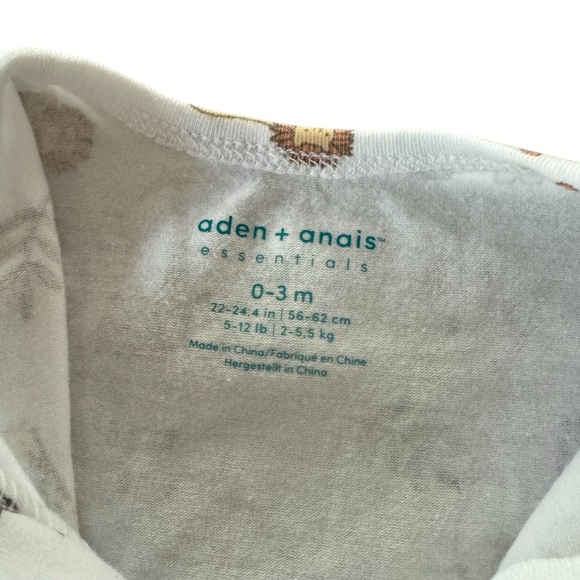 aden + anais™
essentials
0-3 m
22-24.4 in | 56-62 cm
5-12 lb | 2-5,5 kg
Made in China/Fabriqué en Chine
Hergestellt in China